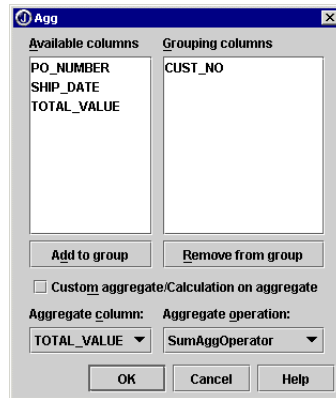 Agg
Available columns Grouping columns
PO_NUMBER CUST_NO
SHIP_DATE
TOTAL_VALUE
Add to group Remove from group
Custom aggregate/Calculation on aggregate
Aggregate column: Aggregate operation:
TOTAL_VALUE SumAggOperator
OK Cancel Help